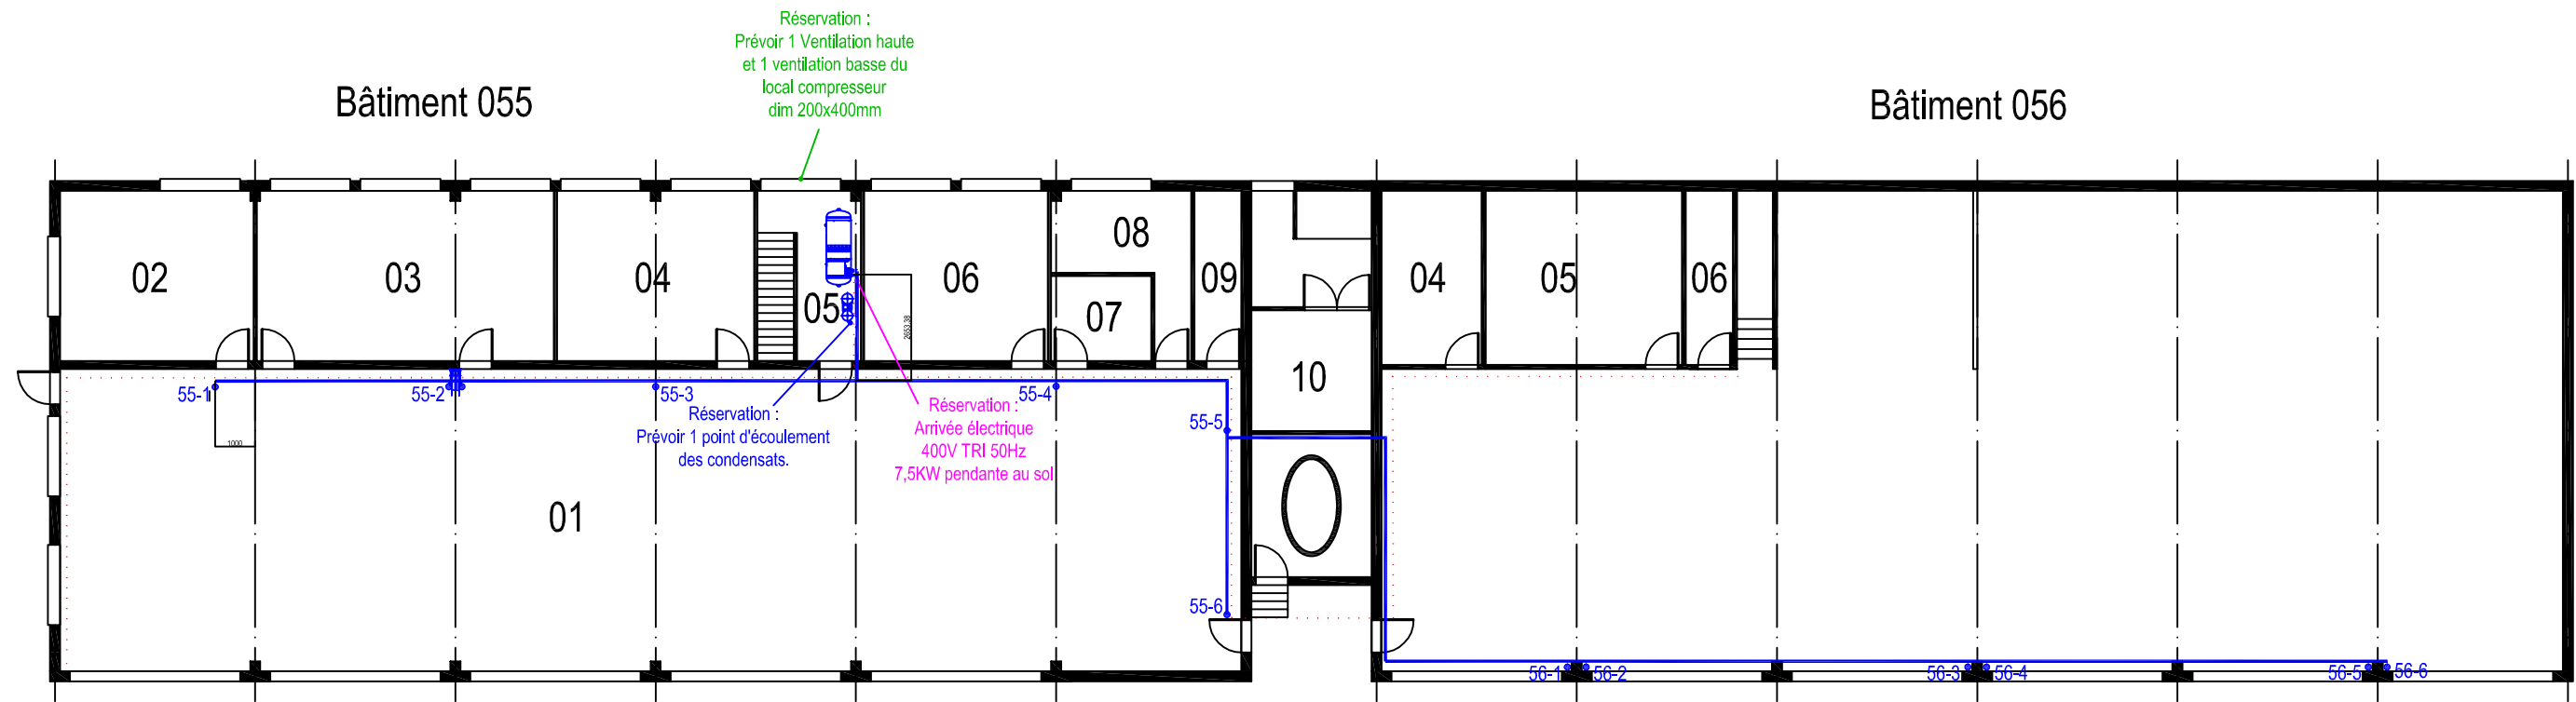 Réservation :
Prévoir 1 Ventilation haute
et 1 ventilation basse du
local compresseur
dim 200x400mm
Bâtiment 055
Bâtiment 056
02
03
04
05
06
07
08
09
10
04
05
06
2653.38
55-1
55-2
55-3
55-4
55-5
55-6
1000
Réservation :
Prévoir 1 point d'écoulement
des condensats.
Réservation :
Arrivée électrique
400V TRI 50Hz
7,5KW pendante au sol
01
56-1
56-2
56-3
56-4
56-5
56-6